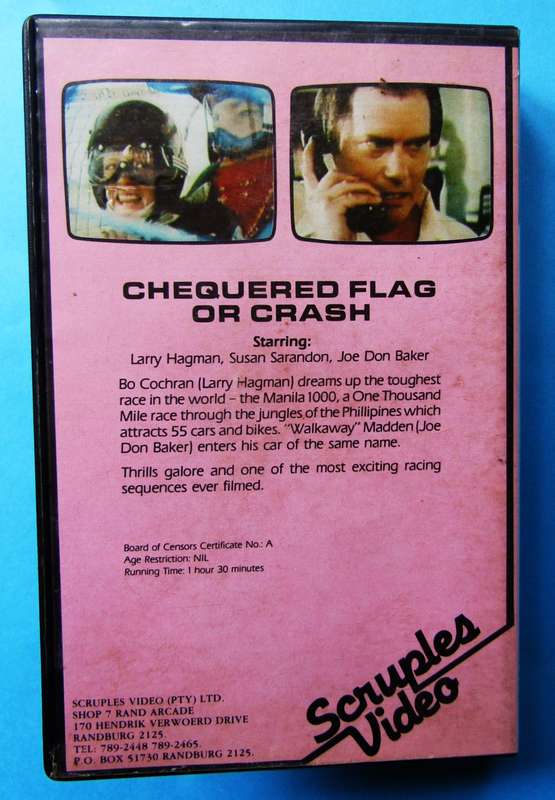 CHEQUERED FLAG
OR CRASH
Starring:
Larry Hagman, Susan Sarandon, Joe Don Baker
Bo Cochran (Larry Hagman) dreams up the toughest
race in the world – the Manila 1000, a One Thousand
Mile race through the jungles of the Phillipines which
attracts 55 cars and bikes. "Walkaway" Madden (Joe
Don Baker) enters his car of the same name.
Thrills galore and one of the most exciting racing
sequences ever filmed.
Board of Censors Certificate No.: A
Age Restriction: NIL
Running Time: 1 hour 30 minutes
Scruples
Video
SCRUPLES VIDEO (PTY) LTD.
SHOP 7 RAND ARCADE
170 HENDRIK VERWOERD DRIVE
RANDBURG 2125.
TEL: 789-2448 789-2465.
P.O. BOX 51730 RANDBURG 2125.